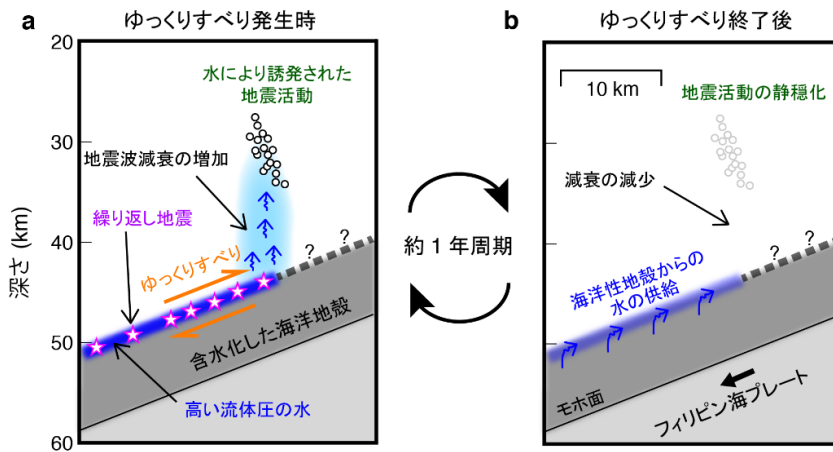 a
ゆっくりすべり発生時
20
30
40
50
60
深さ (km)
水により誘発された
地震活動
地震波減衰の増加
繰り返し地震
ゆっくりすべり
? ?
含水化した海洋地殻
高い流体圧の水
約1年周期
b
ゆっくりすべり終了後
10 km
地震活動の静穏化
減衰の減少
? ?
海洋性地殻からの
水の供給
モホ面
フィリピン海プレート